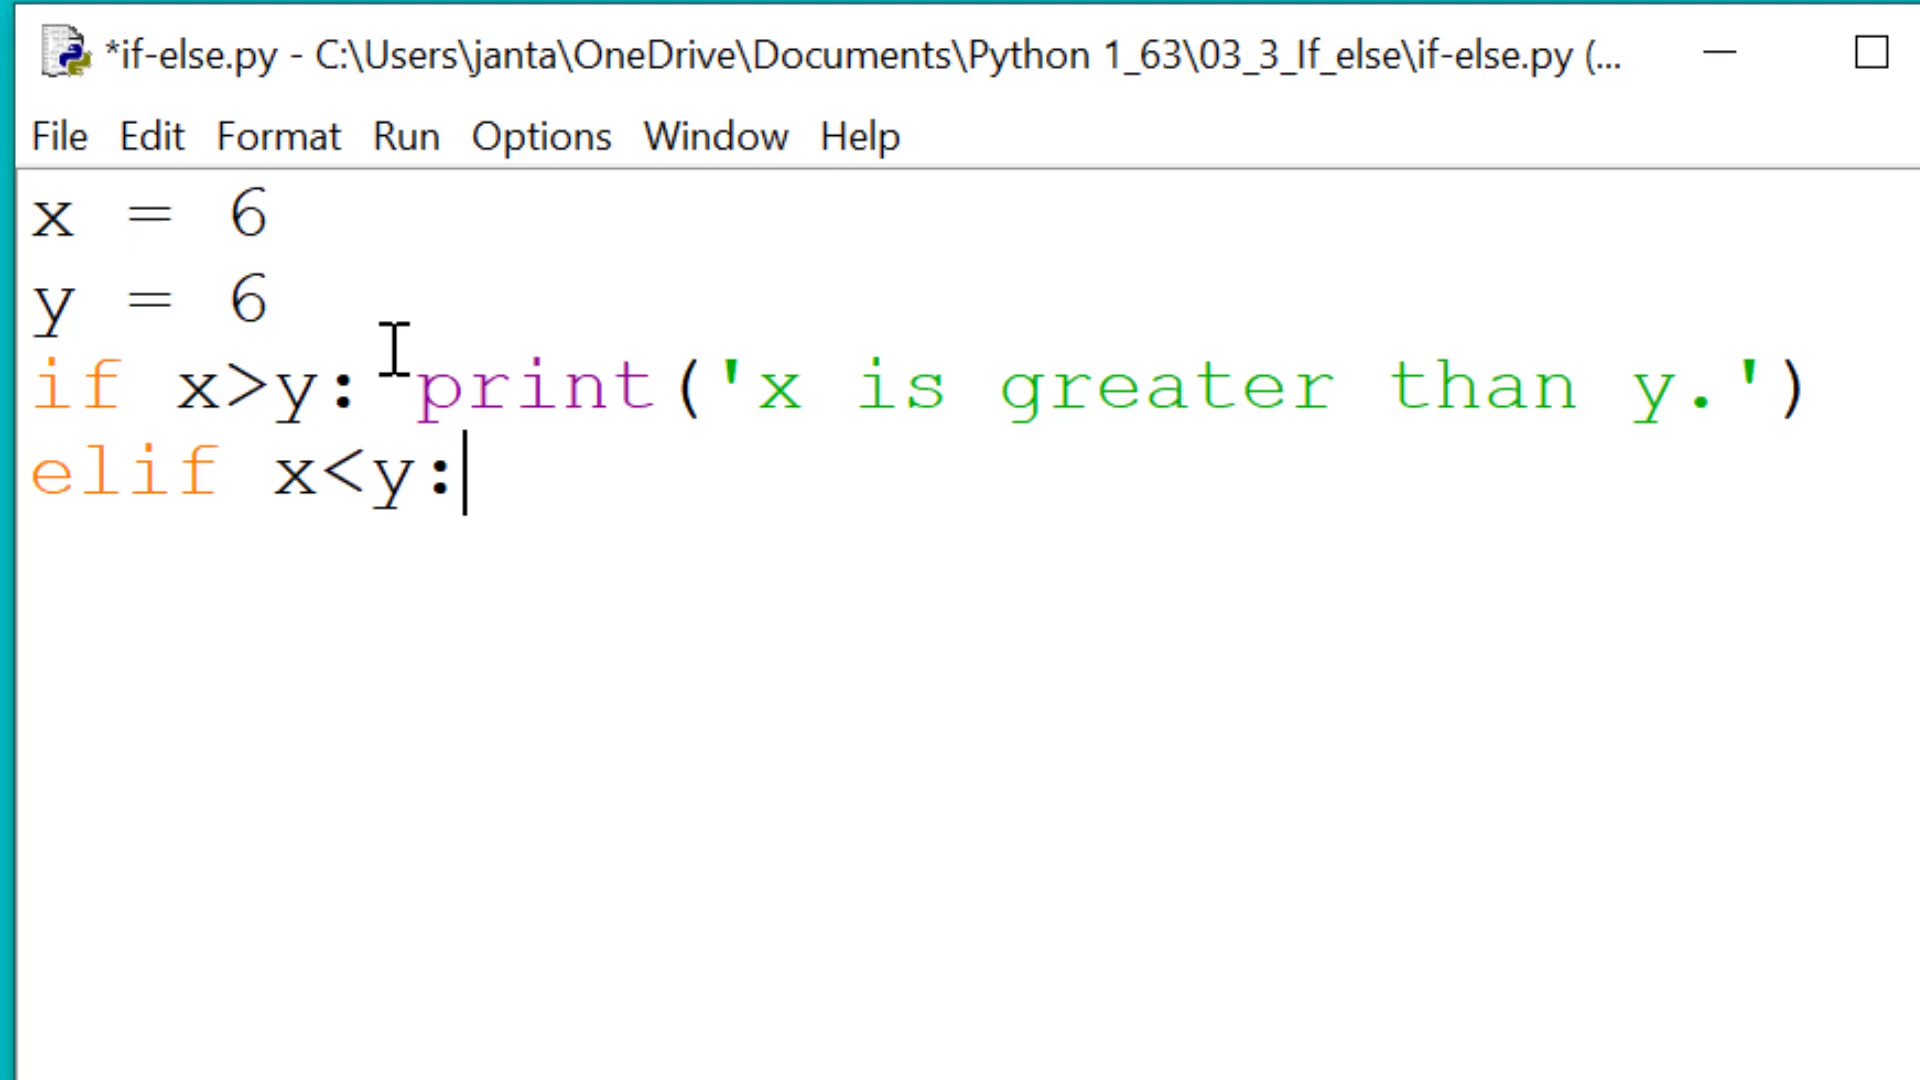 *if-else.py - C:\Users\janta\OneDrive\Documents\Python 1_63\03_3_If_else\if-else.py (...
File Edit Format Run Options Window Help
x = 6
y = 6
if x>y: print('x is greater than y.')
elif x<y: